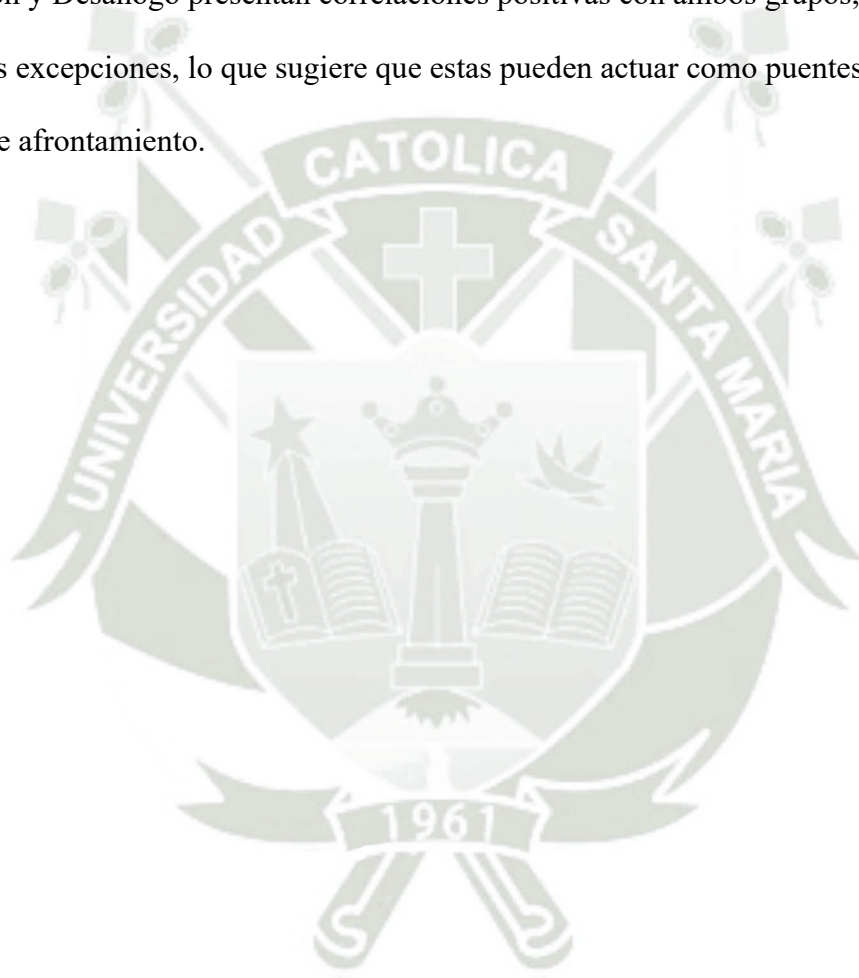 n y Desahogo presentan correlaciones positivas con ambos grupos,
s excepciones, lo que sugiere que estas pueden actuar como puentes
e afrontamiento.
UNIVERSIDAD CATOLICA SANTA MARIA
1961